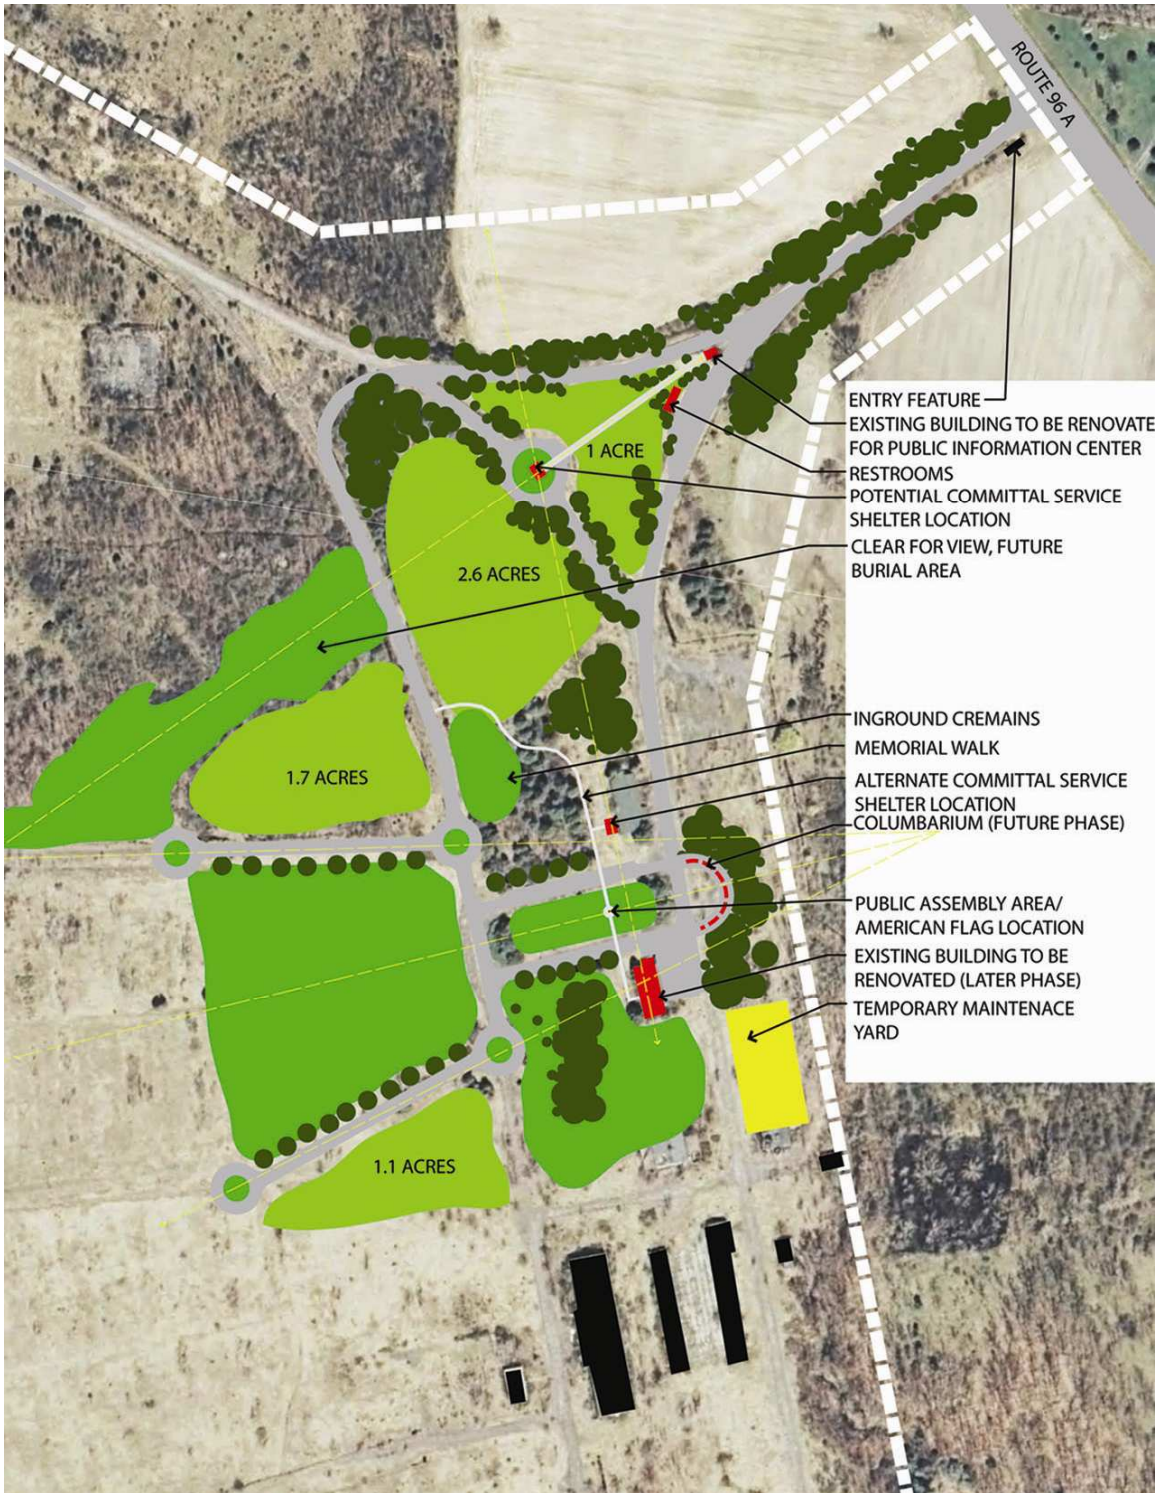 ROUTE 96 A
ENTRY FEATURE
EXISTING BUILDING TO BE RENOVATE
FOR PUBLIC INFORMATION CENTER
RESTROOMS
POTENTIAL COMMITTAL SERVICE
SHELTER LOCATION
CLEAR FOR VIEW, FUTURE
BURIAL AREA
1 ACRE
2.6 ACRES
1.7 ACRES
INGROUND CREMAINS
MEMORIAL WALK
ALTERNATE COMMITTAL SERVICE
SHELTER LOCATION
COLUMBARIUM (FUTURE PHASE)
PUBLIC ASSEMBLY AREA/
AMERICAN FLAG LOCATION
EXISTING BUILDING TO BE
RENOVATED (LATER PHASE)
TEMPORARY MAINTENACE
YARD
1.1 ACRES